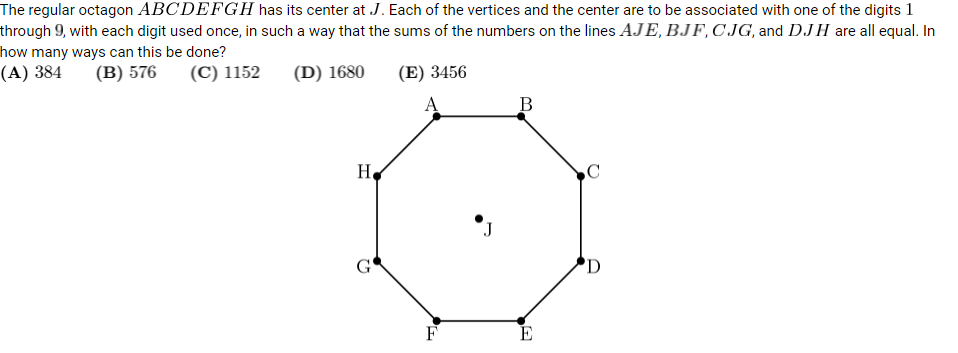 The regular octagon ABCDEFGH has its center at J. Each of the vertices and the center are to be associated with one of the digits 1
through 9, with each digit used once, in such a way that the sums of the numbers on the lines AJE, BJF, CJG, and DJH are all equal. In
how many ways can this be done?
(A) 384 (B) 576 (C) 1152 (D) 1680 (E) 3456
A B
H C
J
G D
F E